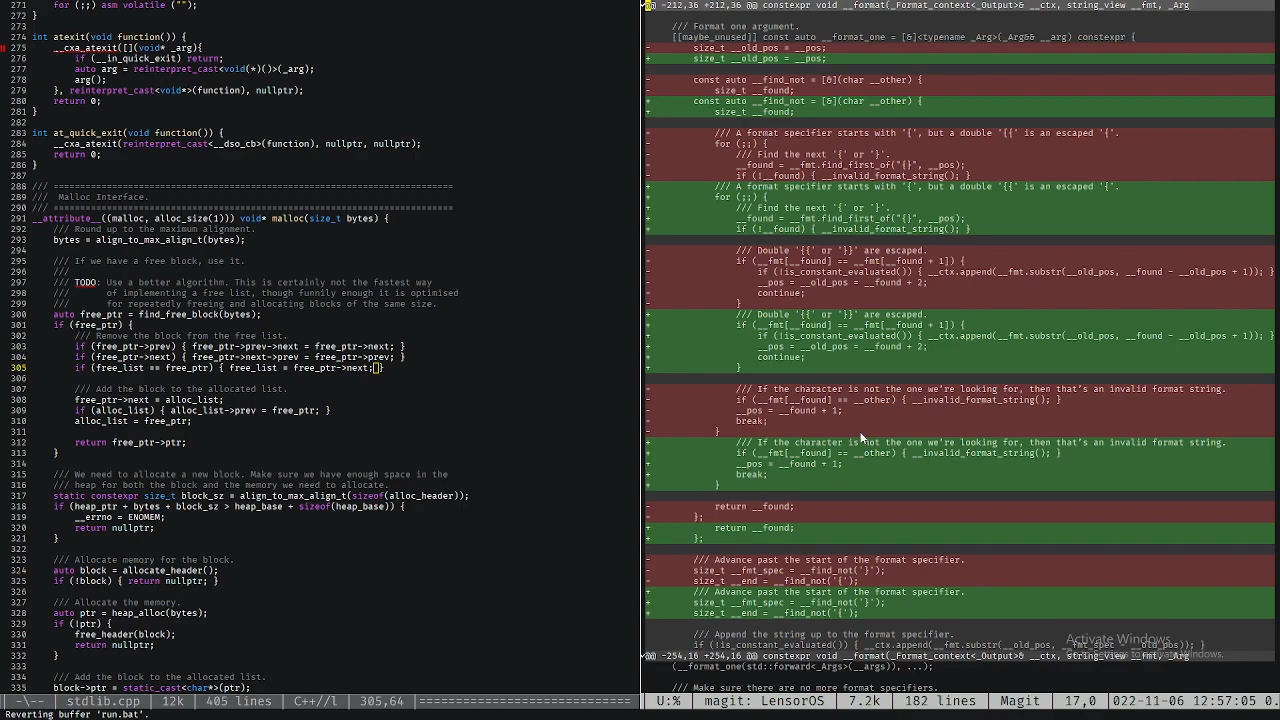 271     for (;;) asm volatile ("");
272 }
273
274 int atexit(void function()) {
275     __cxa_atexit([](void* _arg){
276         if (__in_quick_exit) return;
277         auto arg = reinterpret_cast<void(*)()>(_arg);
278         arg();
279     }, reinterpret_cast<void*>(function), nullptr);
280     return 0;
281 }
282
283 int at_quick_exit(void function()) {
284     __cxa_atexit(reinterpret_cast<__dso_cb>(function), nullptr, nullptr);
285     return 0;
286 }
287
288 /// ===========================================================================
289 ///  Malloc Interface.
290 /// ===========================================================================
291 __attribute__((malloc, alloc_size(1))) void* malloc(size_t bytes) {
292     /// Round up to the maximum alignment.
293     bytes = align_to_max_align_t(bytes);
294
295     /// If we have a free block, use it.
296     ///
297     /// TODO: Use a better algorithm. This is certainly not the fastest way
298     ///       of implementing a free list, though funnily enough it is optimised
299     ///       for repeatedly freeing and allocating blocks of the same size.
300     auto free_ptr = find_free_block(bytes);
301     if (free_ptr) {
302         /// Remove the block from the free list.
303         if (free_ptr->prev) { free_ptr->prev->next = free_ptr->next; }
304         if (free_ptr->next) { free_ptr->next->prev = free_ptr->prev; }
305         if (free_list == free_ptr) { free_list = free_ptr->next; }
306
307         /// Add the block to the allocated list.
308         free_ptr->next = alloc_list;
309         if (alloc_list) { alloc_list->prev = free_ptr; }
310         alloc_list = free_ptr;
311
312         return free_ptr->ptr;
313     }
314
315     /// We need to allocate a new block. Make sure we have enough space in the
316     /// heap for both the block and the memory we need to allocate.
317     static constexpr size_t block_sz = align_to_max_align_t(sizeof(alloc_header));
318     if (heap_ptr + bytes + block_sz > heap_base + sizeof(heap_base)) {
319         __errno = ENOMEM;
320         return nullptr;
321     }
322
323     /// Allocate memory for the block.
324     auto block = allocate_header();
325     if (!block) { return nullptr; }
326
327     /// Allocate the memory.
328     auto ptr = heap_alloc(bytes);
329     if (!ptr) {
330         free_header(block);
331         return nullptr;
332     }
333
334     /// Add the block to the allocated list.
335     block->ptr = static_cast<char*>(ptr);
-\-- stdlib.cpp 12k 405 lines C++//l 305,64
Reverting buffer 'run.bat'.
@@ -212,36 +212,36 @@ constexpr void __format(_Format_context<_Output>& __ctx, string_view __fmt, _Arg
     /// Format one argument.
     [[maybe_unused]] const auto __format_one = [&]<typename _Arg>(_Arg&& __arg) constexpr {
-        size_t __old_pos = __pos;
+        size_t __old_pos = __pos;
-        const auto __find_not = [&](char __other) {
-            size_t __found;
+        const auto __find_not = [&](char __other) {
+            size_t __found;
-            /// A format specifier starts with '{', but a double '{{' is an escaped '{'.
-            for (;;) {
-                /// Find the next '{' or '}'.
-                __found = __fmt.find_first_of("{}", __pos);
-                if (!__found) { __invalid_format_string(); }
+            /// A format specifier starts with '{', but a double '{{' is an escaped '{'.
+            for (;;) {
+                /// Find the next '{' or '}'.
+                __found = __fmt.find_first_of("{}", __pos);
+                if (!__found) { __invalid_format_string(); }
-                /// Double '{{' or '}}' are escaped.
-                if (__fmt[__found] == __fmt[__found + 1]) {
-                    if (!is_constant_evaluated()) { __ctx.append(__fmt.substr(__old_pos, __found - __old_pos + 1)); }
-                    __pos = __old_pos + 2;
-                    continue;
-                }
+                /// Double '{{' or '}}' are escaped.
+                if (__fmt[__found] == __fmt[__found + 1]) {
+                    if (!is_constant_evaluated()) { __ctx.append(__fmt.substr(__old_pos, __found - __old_pos + 1)); }
+                    __pos = __old_pos + 2;
+                    continue;
+                }
-                /// If the character is not the one we're looking for, then that's an invalid format string.
-                if (__fmt[__found] == __other) { __invalid_format_string(); }
-                __pos = __found + 1;
-                break;
-            }
+                /// If the character is not the one we're looking for, then that's an invalid format string.
+                if (__fmt[__found] == __other) { __invalid_format_string(); }
+                __pos = __found + 1;
+                break;
+            }
-            return __found;
-        };
+            return __found;
+        };
-        /// Advance past the start of the format specifier.
-        size_t __fmt_spec = __find_not('}');
-        size_t __end = __find_not('{');
+        /// Advance past the start of the format specifier.
+        size_t __fmt_spec = __find_not('}');
+        size_t __end = __find_not('{');
         /// Append the string up to the format specifier.
         if (!is_constant_evaluated()) { __ctx.append(__fmt.substr(__old_pos, __fmt_spec - __old_pos)); }
@@ -254,16 +254,16 @@ constexpr void __format(_Format_context<_Output>& __ctx, string_view __fmt, _Arg
     (__format_one(std::forward<_Args>(__args)), ...);
     /// Make sure there are no more format specifiers.
Activate Windows
to activate Windows.
U:%- magit: LensorOS 7.2k 182 lines Magit 17,0 2022-11-06 12:57:05